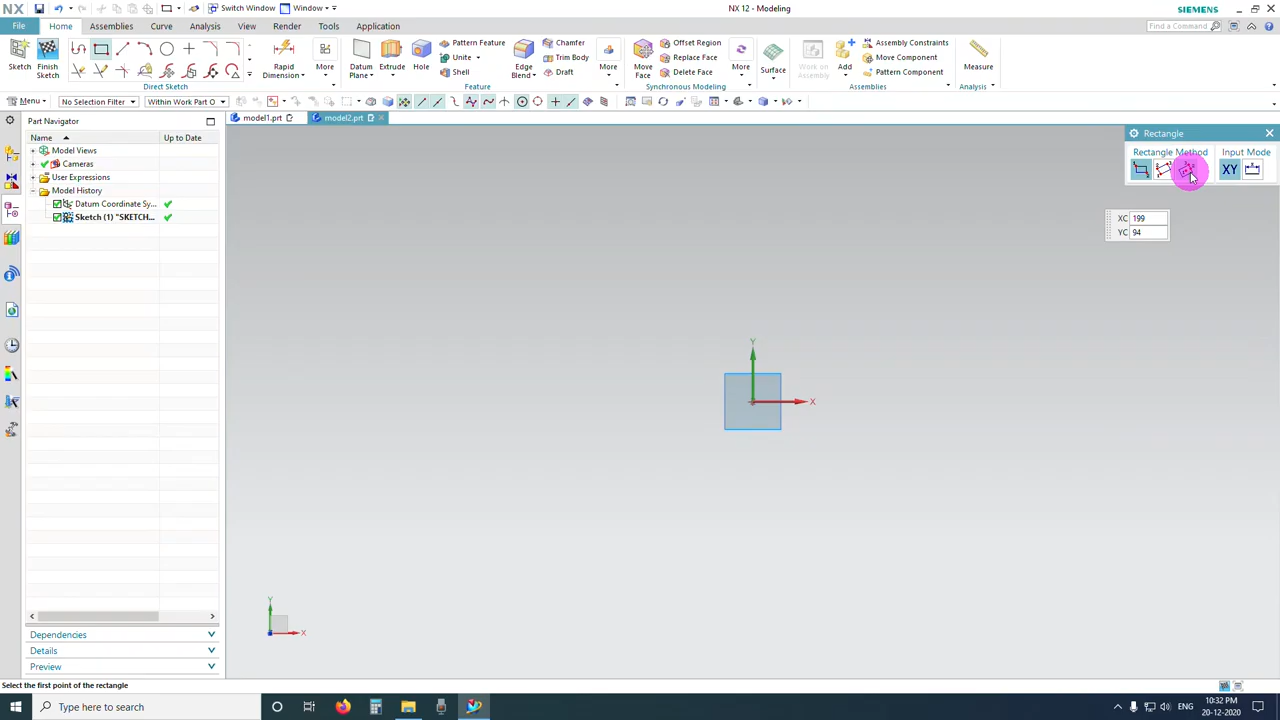 NX
Switch Window
Window
NX 12 - Modeling
SIEMENS
File
Home
Assemblies
Curve
Analysis
View
Render
Tools
Application
Find a Command
Sketch
Finish Sketch
Direct Sketch
Rapid Dimension
More
Datum Plane
Extrude
Hole
Pattern Feature
Unite
Shell
Edge Blend
Chamfer
Trim Body
Draft
More
Feature
Move Face
Offset Region
Replace Face
Delete Face
More
Synchronous Modeling
Surface
Work on Assembly
Add
Assembly Constraints
Move Component
Pattern Component
Assemblies
Measure
Analysis
Menu
No Selection Filter
Within Work Part O
Part Navigator
model1.prt
model2.prt
Name
Up to Date
Model Views
Cameras
User Expressions
Model History
Datum Coordinate Sy...
Sketch (1) "SKETCH...
Rectangle
Rectangle Method
Input Mode
XY
XC 199
YC 94
Y
X
Y
X
Dependencies
Details
Preview
Select the first point of the rectangle
Type here to search
ENG
10:32 PM
20-12-2020